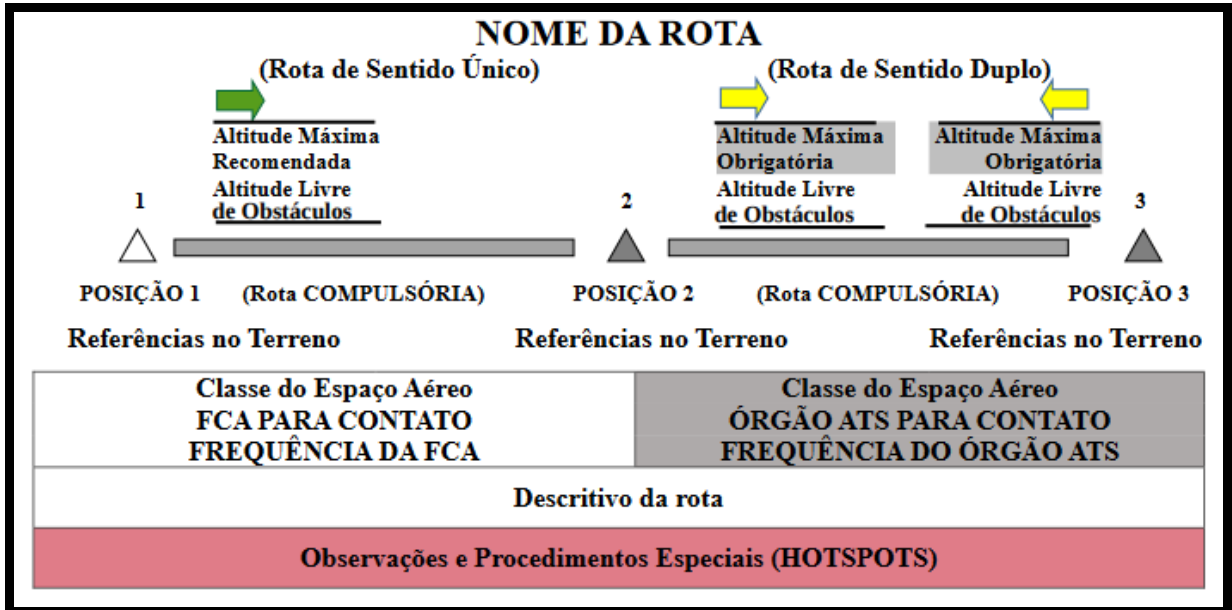 NOME DA ROTA
(Rota de Sentido Único)
(Rota de Sentido Duplo)
Altitude Máxima
Recomendada
Altitude Livre
de Obstáculos
Altitude Máxima
Obrigatória
Altitude Livre
de Obstáculos
Altitude Máxima
Obrigatória
Altitude Livre
de Obstáculos
1
2
3
POSIÇÃO 1
(Rota COMPULSÓRIA)
POSIÇÃO 2
(Rota COMPULSÓRIA)
POSIÇÃO 3
Referências no Terreno
Referências no Terreno
Referências no Terreno
Classe do Espaço Aéreo
FCA PARA CONTATO
FREQUÊNCIA DA FCA
Classe do Espaço Aéreo
ÓRGÃO ATS PARA CONTATO
FREQUÊNCIA DO ÓRGÃO ATS
Descritivo da rota
Observações e Procedimentos Especiais (HOTSPOTS)